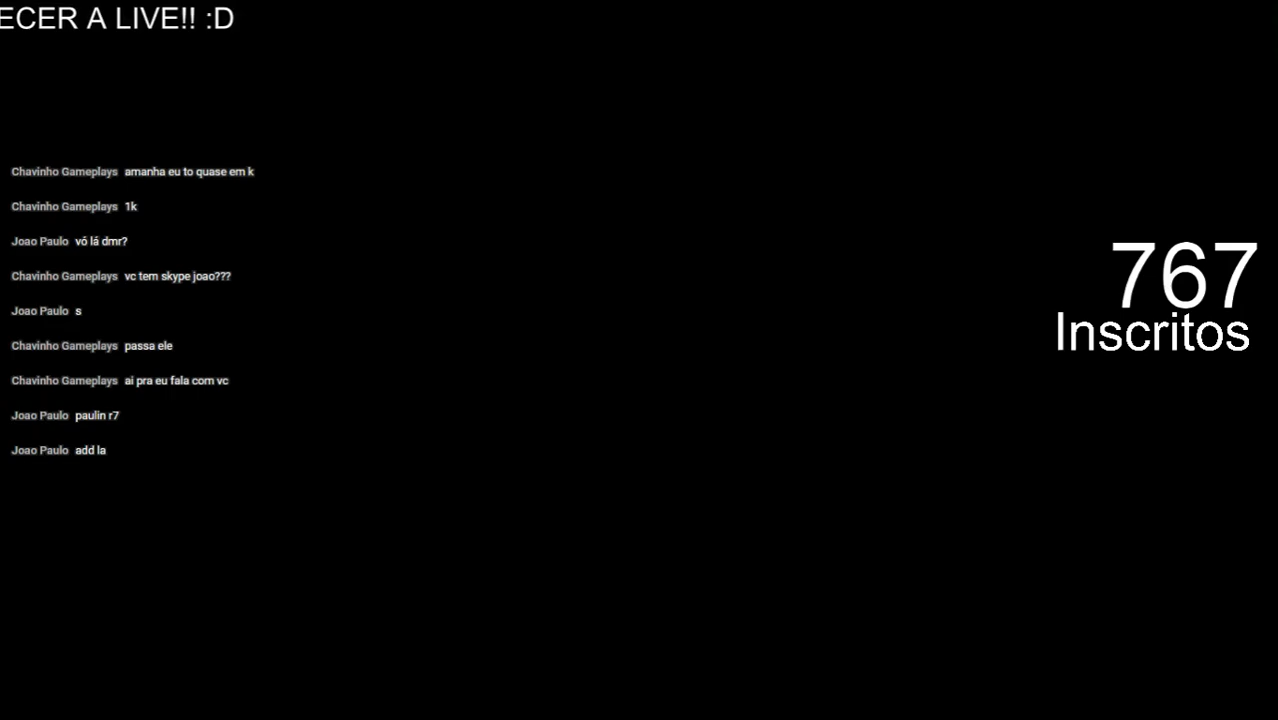 ECER A LIVE!! :D
Chavinho Gameplays amanha eu to quase em k
Chavinho Gameplays 1k
Joao Paulo vó lá dmr?
Chavinho Gameplays vc tem skype joao???
Joao Paulo s
Chavinho Gameplays passa ele
Chavinho Gameplays ai pra eu fala com vc
Joao Paulo paulin r7
Joao Paulo add la
767
Inscritos